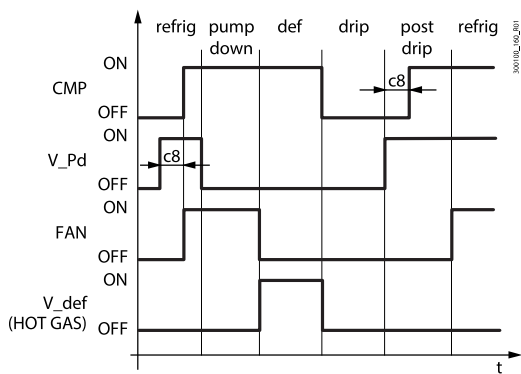 refrig pump down def drip post drip refrig
ON
CMP
c8
OFF
ON
V_Pd
c8
OFF
ON
FAN
OFF
ON
V_def
(HOT GAS)
OFF
t
300100_160_R01